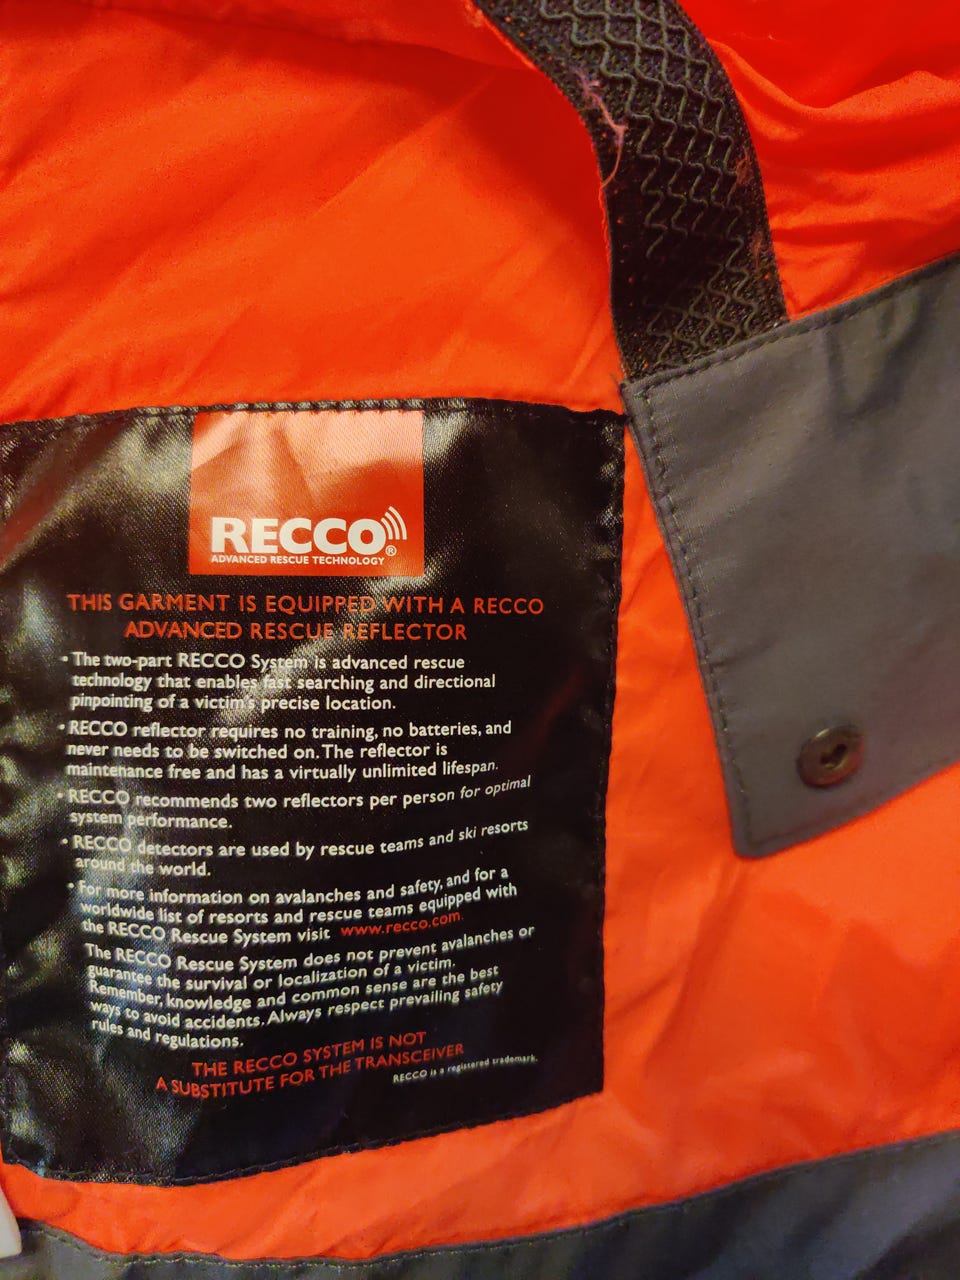 RECCO®
ADVANCED RESCUE TECHNOLOGY
THIS GARMENT IS EQUIPPED WITH A RECCO
ADVANCED RESCUE REFLECTOR
• The two-part RECCO System is advanced rescue
technology that enables fast searching and directional
pinpointing of a victim's precise location.
• RECCO reflector requires no training, no batteries, and
never needs to be switched on. The reflector is
maintenance free and has a virtually unlimited lifespan.
• RECCO recommends two reflectors per person for optimal
system performance.
• RECCO detectors are used by rescue teams and ski resorts
around the world.
• For more information on avalanches and safety, and for a
worldwide list of resorts and rescue teams equipped with
the RECCO Rescue System visit www.recco.com.
The RECCO Rescue System does not prevent avalanches or
guarantee the survival or localization of a victim.
Remember, knowledge and common sense are the best
ways to avoid accidents. Always respect prevailing safety
rules and regulations.
THE RECCO SYSTEM IS NOT
A SUBSTITUTE FOR THE TRANSCEIVER
RECCO is a registered trademark.